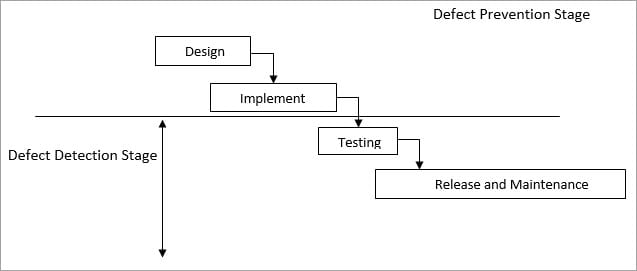 Defect Prevention Stage
Design
Implement
Testing
Defect Detection Stage
Release and Maintenance